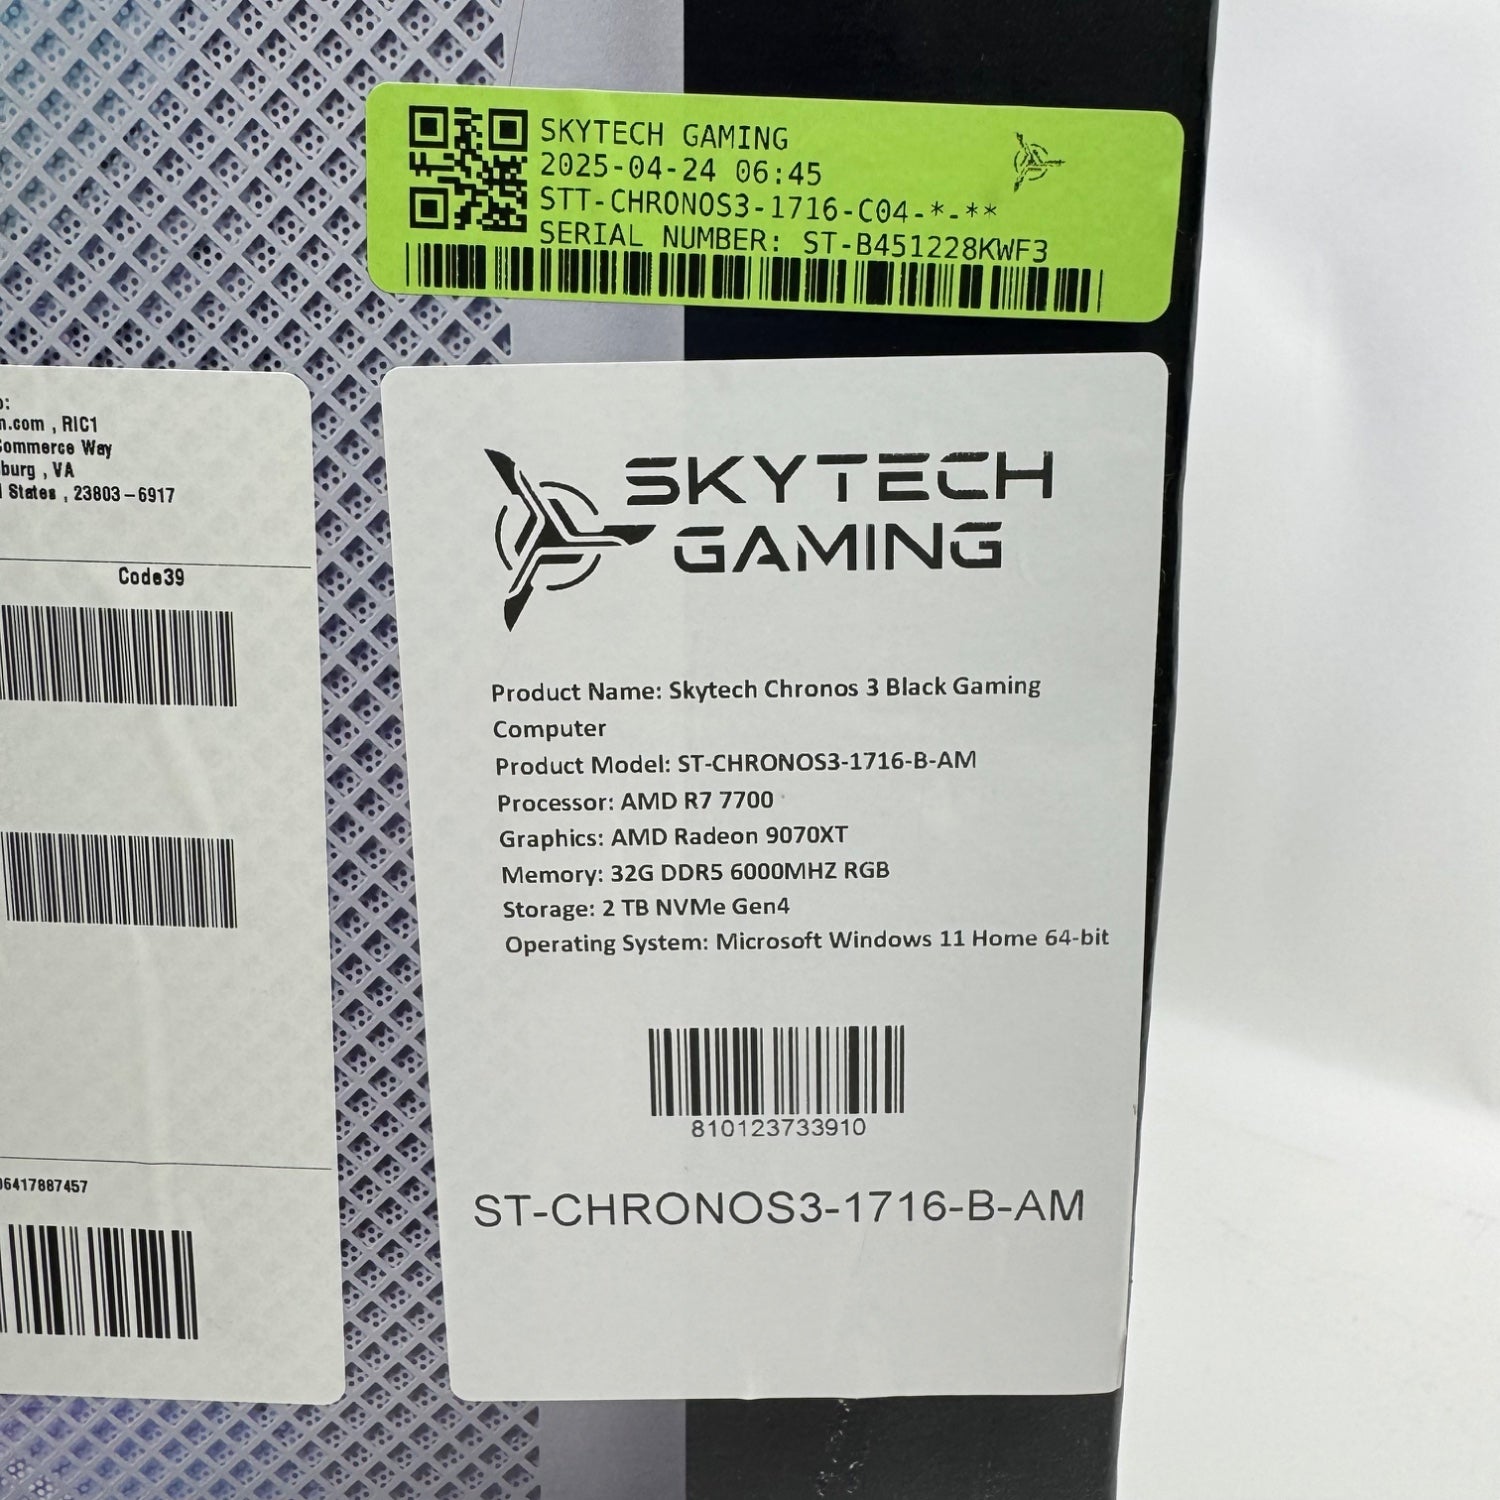 SKYTECH GAMING
2025-04-24 06:45
STT-CHRONOS3-1716-C04-*-**
SERIAL NUMBER: ST-B451228KWF3
n.com , RIC1
Commerce Way
burg , VA
States , 23803-6917
Code39
06417887457
SKYTECH
GAMING
Product Name: Skytech Chronos 3 Black Gaming
Computer
Product Model: ST-CHRONOS3-1716-B-AM
Processor: AMD R7 7700
Graphics: AMD Radeon 9070XT
Memory: 32G DDR5 6000MHZ RGB
Storage: 2 TB NVMe Gen4
Operating System: Microsoft Windows 11 Home 64-bit
810123733910
ST-CHRONOS3-1716-B-AM